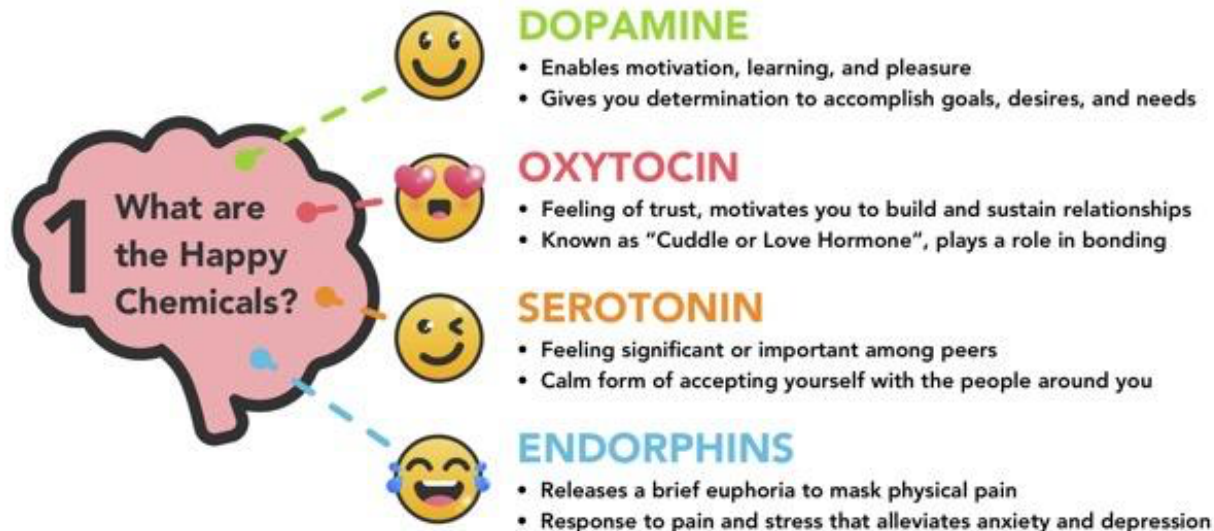 1
What are
the Happy
Chemicals?
DOPAMINE
• Enables motivation, learning, and pleasure
• Gives you determination to accomplish goals, desires, and needs
OXYTOCIN
• Feeling of trust, motivates you to build and sustain relationships
• Known as "Cuddle or Love Hormone", plays a role in bonding
SEROTONIN
• Feeling significant or important among peers
• Calm form of accepting yourself with the people around you
ENDORPHINS
• Releases a brief euphoria to mask physical pain
• Response to pain and stress that alleviates anxiety and depression